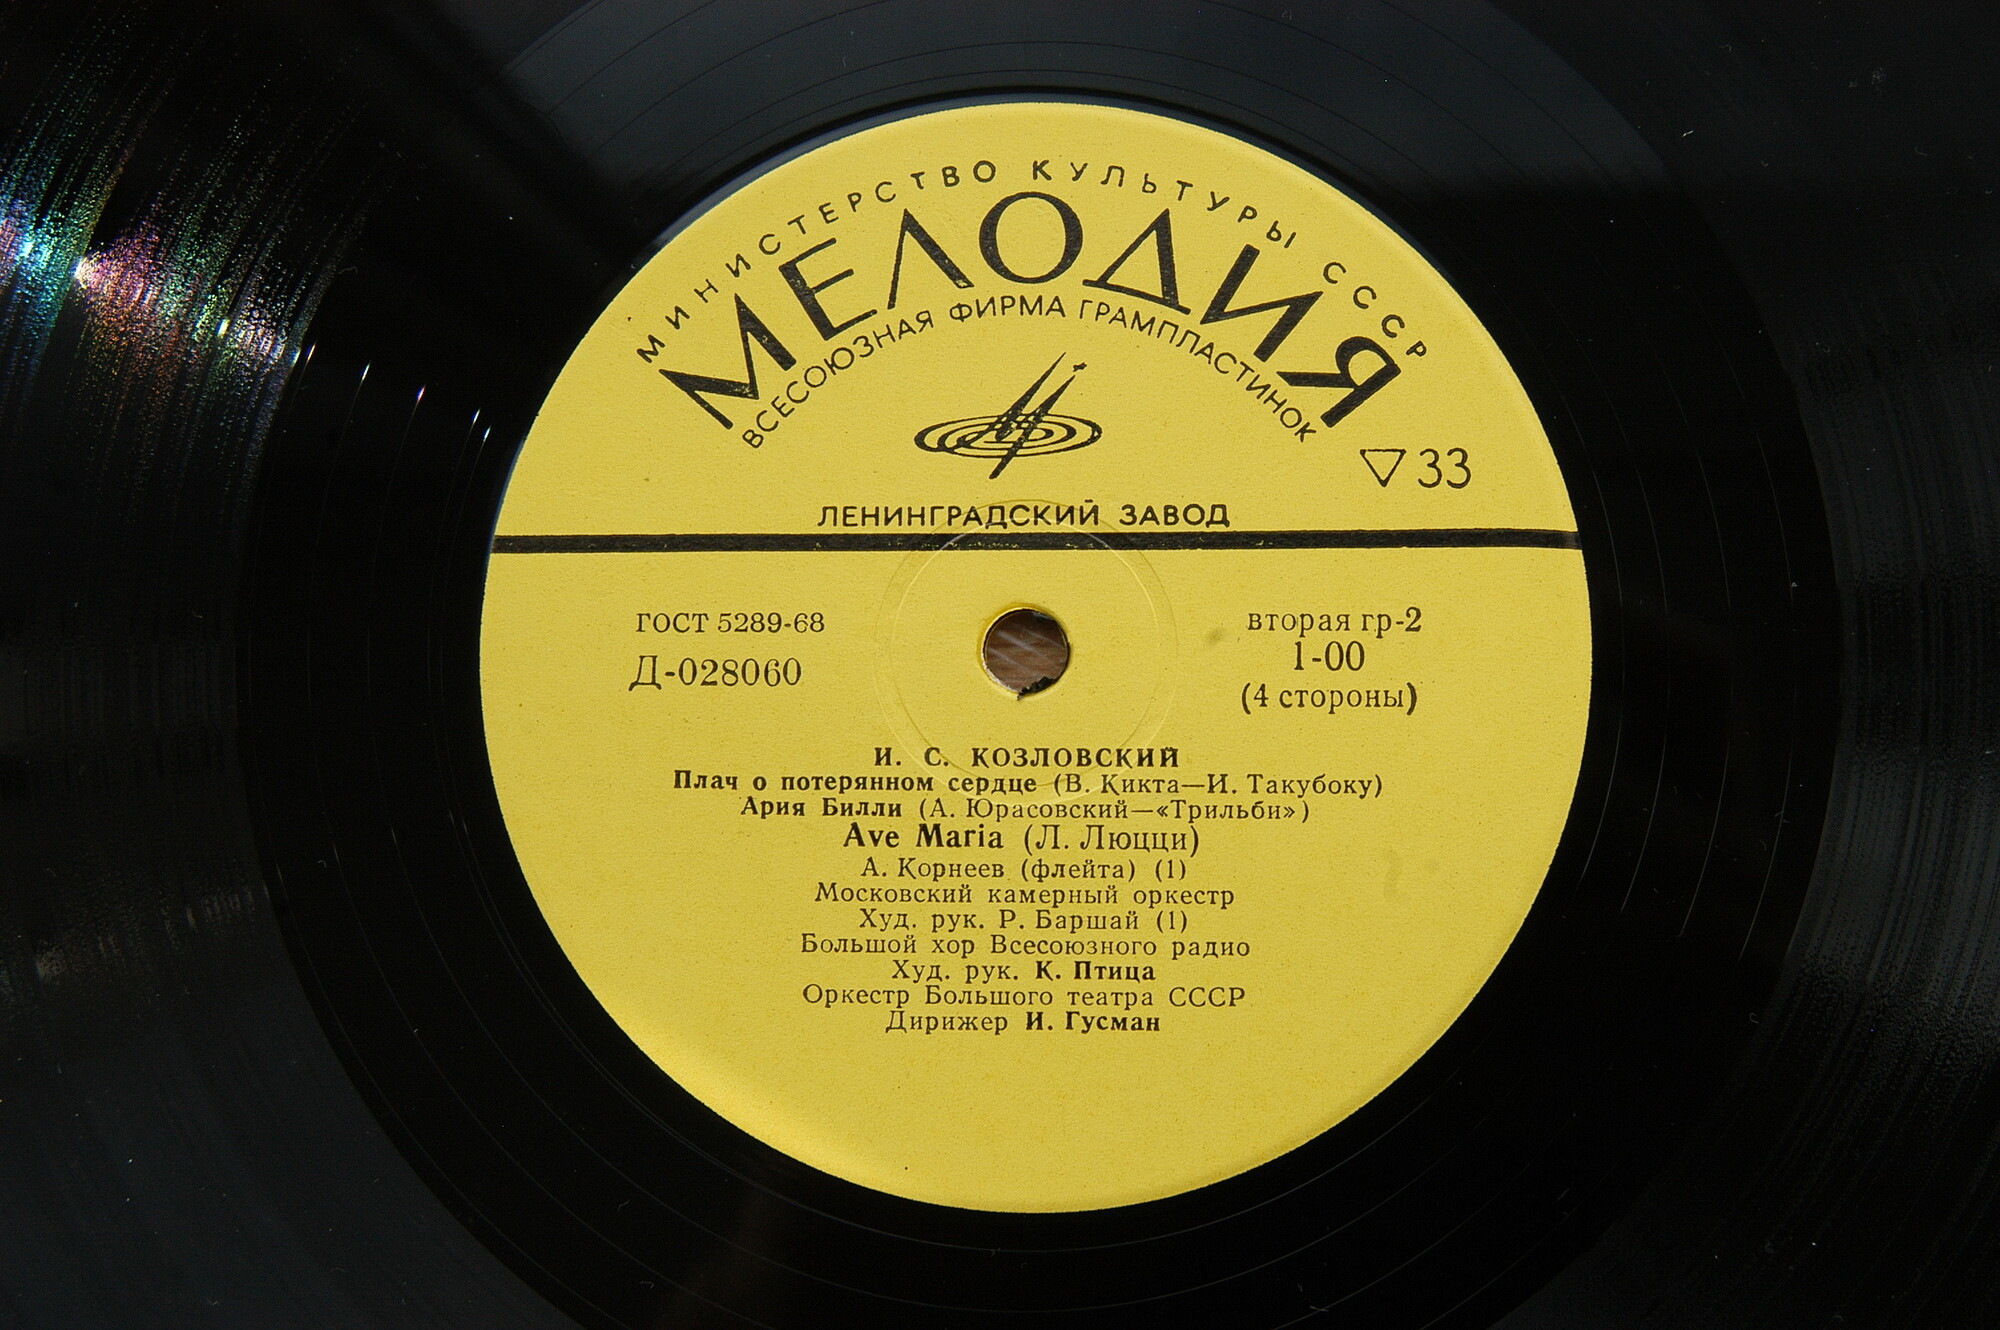 МИНИСТЕРСТВО КУЛЬТУРЫ СССР
МЕЛОДИЯ
ВСЕСОЮЗНАЯ ФИРМА ГРАМПЛАСТИНОК
▽33
ЛЕНИНГРАДСКИЙ ЗАВОД
ГОСТ 5289-68
Д-028060
вторая гр-2
1-00
(4 стороны)
И. С. КОЗЛОВСКИЙ
Плач о потерянном сердце (В. Кикта—И. Такубоку)
Ария Билли (А. Юрасовский—«Трильби»)
Ave Maria (Л. Люцци)
А. Корнеев (флейта) (1)
Московский камерный оркестр
Худ. рук. Р. Баршай (1)
Большой хор Всесоюзного радио
Худ. рук. К. Птица
Оркестр Большого театра СССР
Дирижер И. Гусман